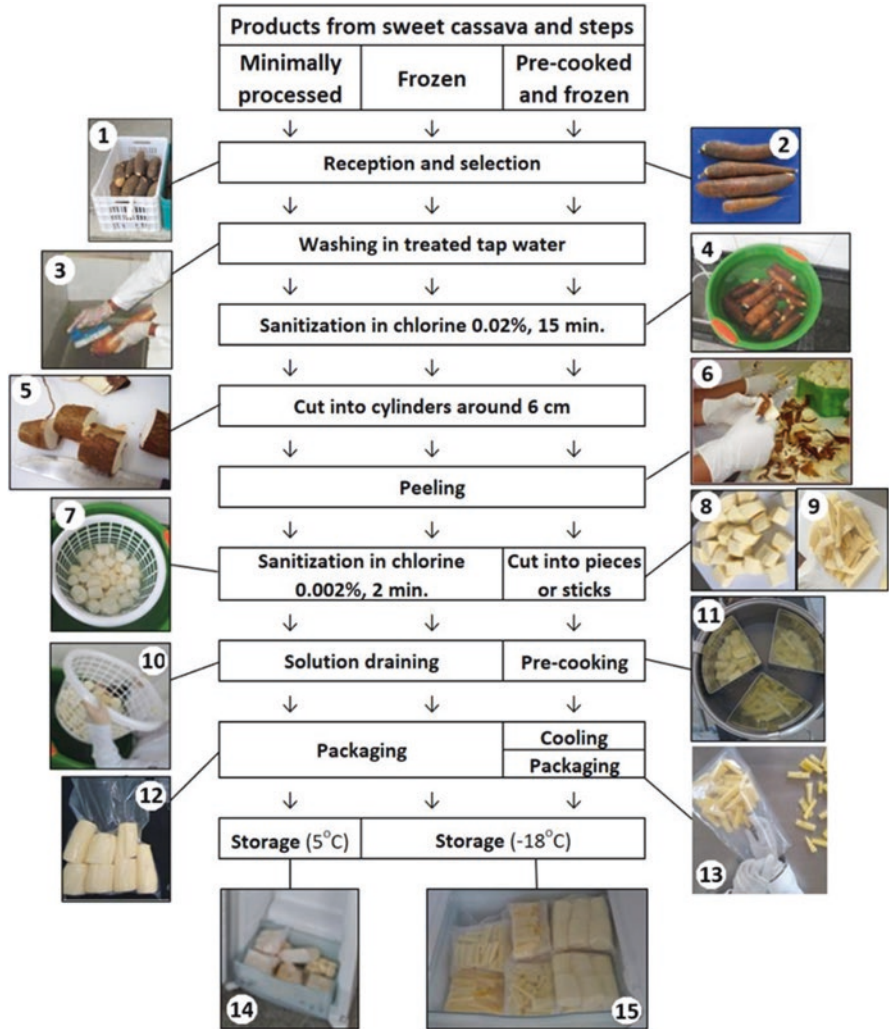 Products from sweet cassava and steps
Minimally
processed
Frozen
Pre-cooked
and frozen
1
Reception and selection
2
3
Washing in treated tap water
4
Sanitization in chlorine 0.02%, 15 min.
5
Cut into cylinders around 6 cm
6
Peeling
7
Sanitization in chlorine
0.002%, 2 min.
Cut into pieces
or sticks
8
9
10
Solution draining
Pre-cooking
11
12
Packaging
Cooling
Packaging
13
Storage (5°C)
Storage (-18°C)
14
15